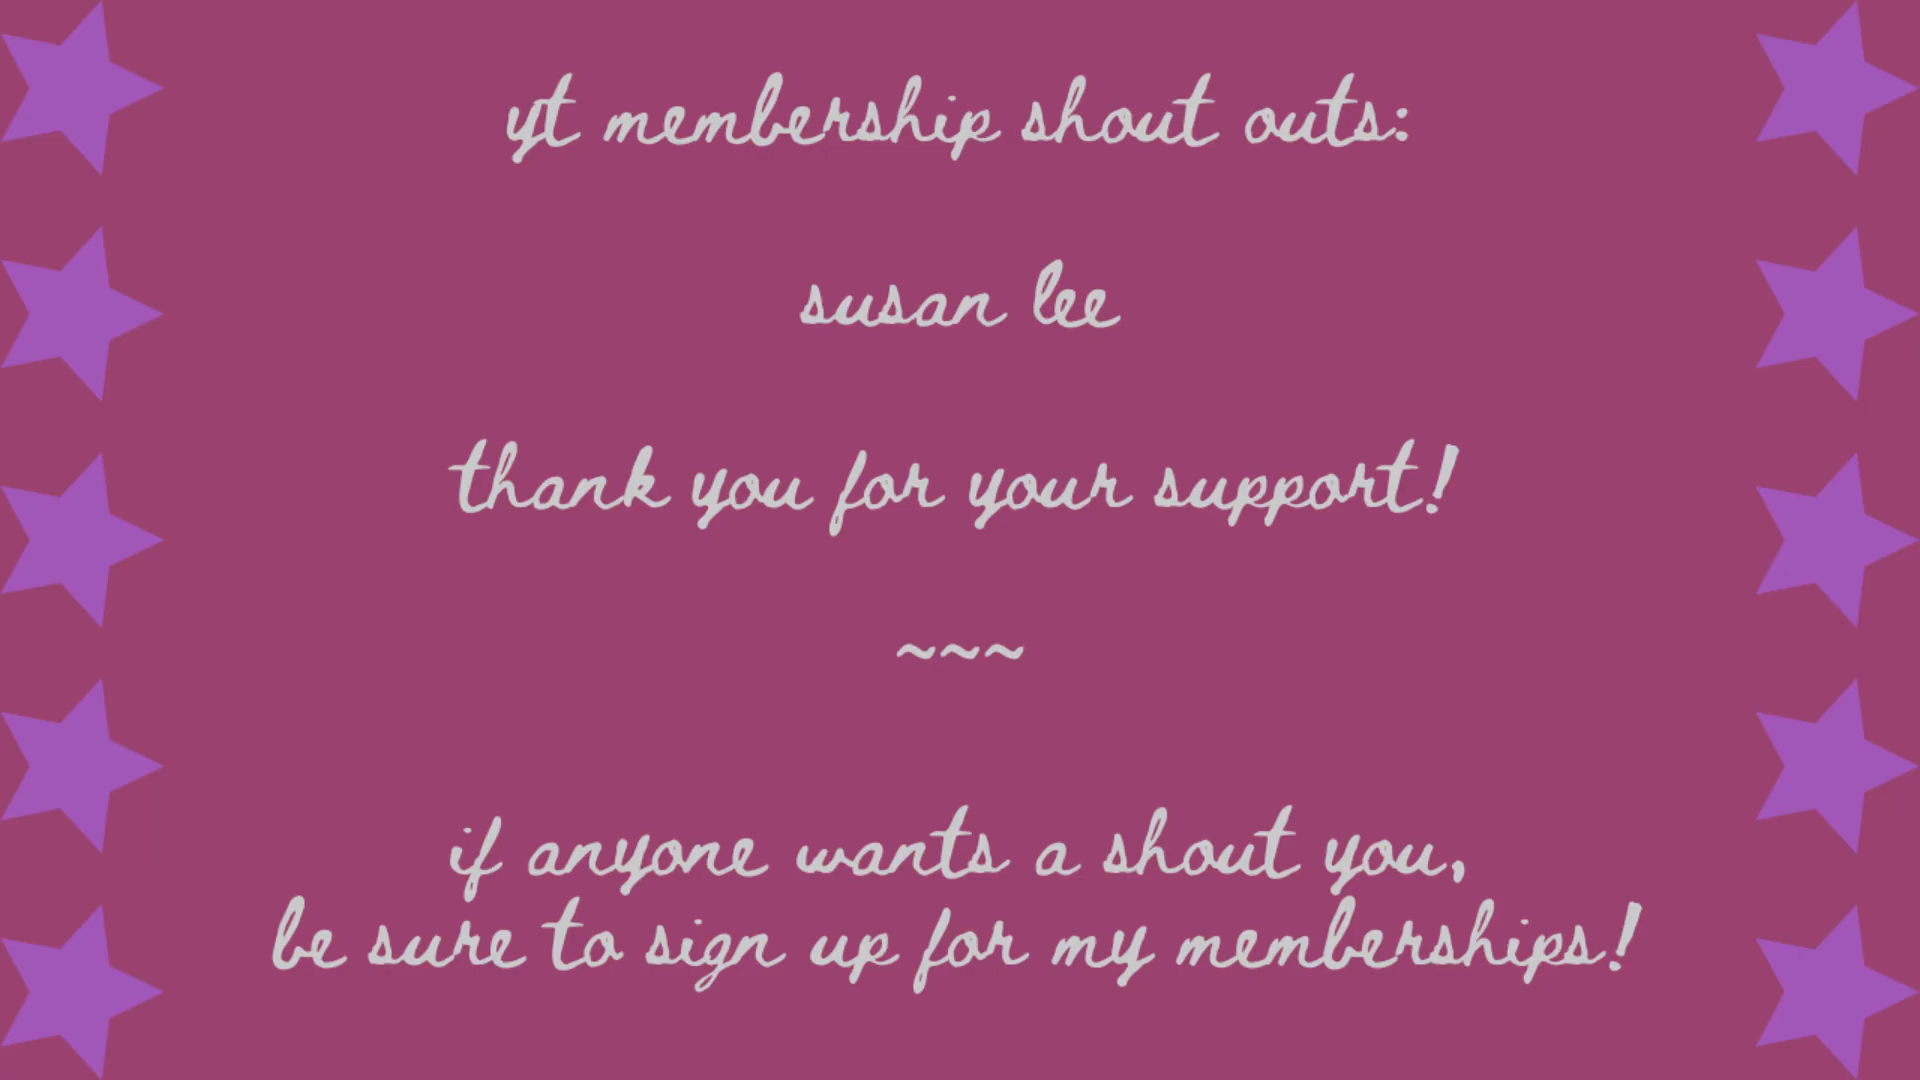 yt membership shout outs:
susan lee
thank you for your support!
~~~
if anyone wants a shout you,
be sure to sign up for my memberships!